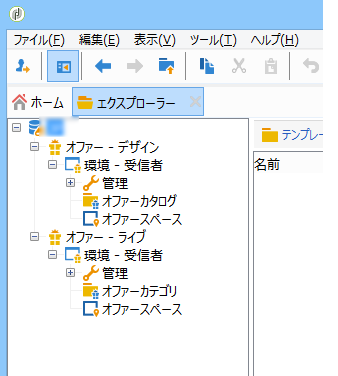 ファイル(F) 編集(E) 表示(V) ツール(T) ヘルプ(H)
ホーム エクスプローラー
オファー - デザイン
環境 - 受信者
管理
オファーカタログ
オファースペース
オファー - ライブ
環境 - 受信者
管理
オファーカテゴリ
オファースペース
テンプレー
名前